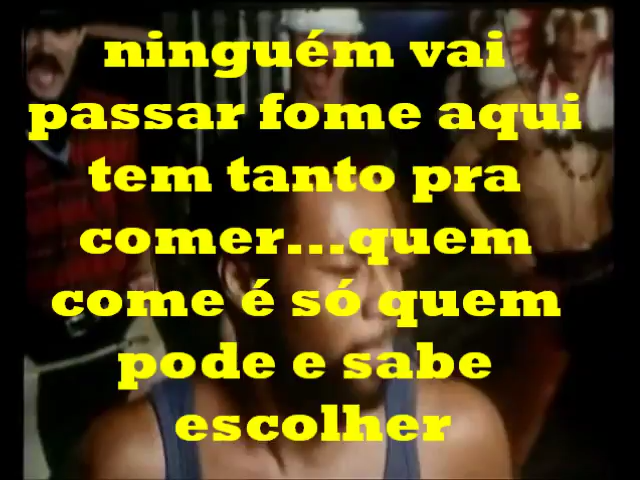 ninguém vai
passar fome aqui
tem tanto pra
comer...quem
come é só quem
pode e sabe
escolher